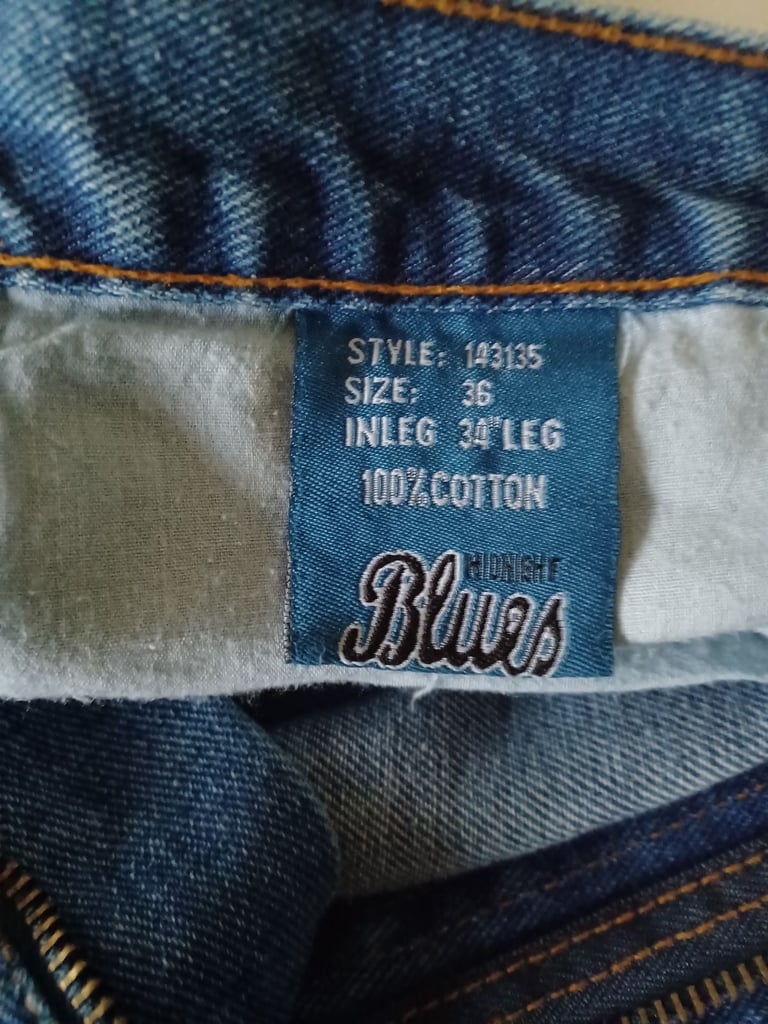 STYLE: 143135
SIZE: 36
INLEG 34"LEG
100%COTTON
MIDNIGHT
Blues